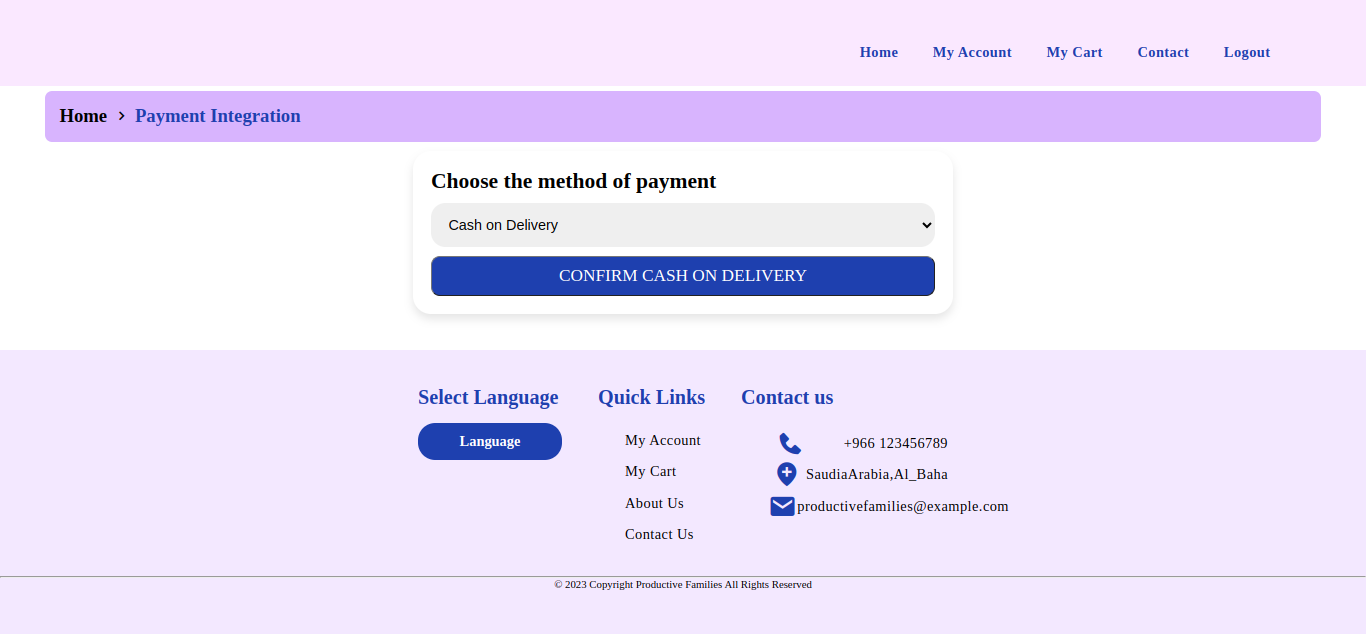 Home My Account My Cart Contact Logout
Home > Payment Integration
Choose the method of payment
Cash on Delivery
CONFIRM CASH ON DELIVERY
Select Language
Language
Quick Links
My Account
My Cart
About Us
Contact Us
Contact us
+966 123456789
SaudiaArabia,Al_Baha
productivefamilies@example.com
© 2023 Copyright Productive Families All Rights Reserved